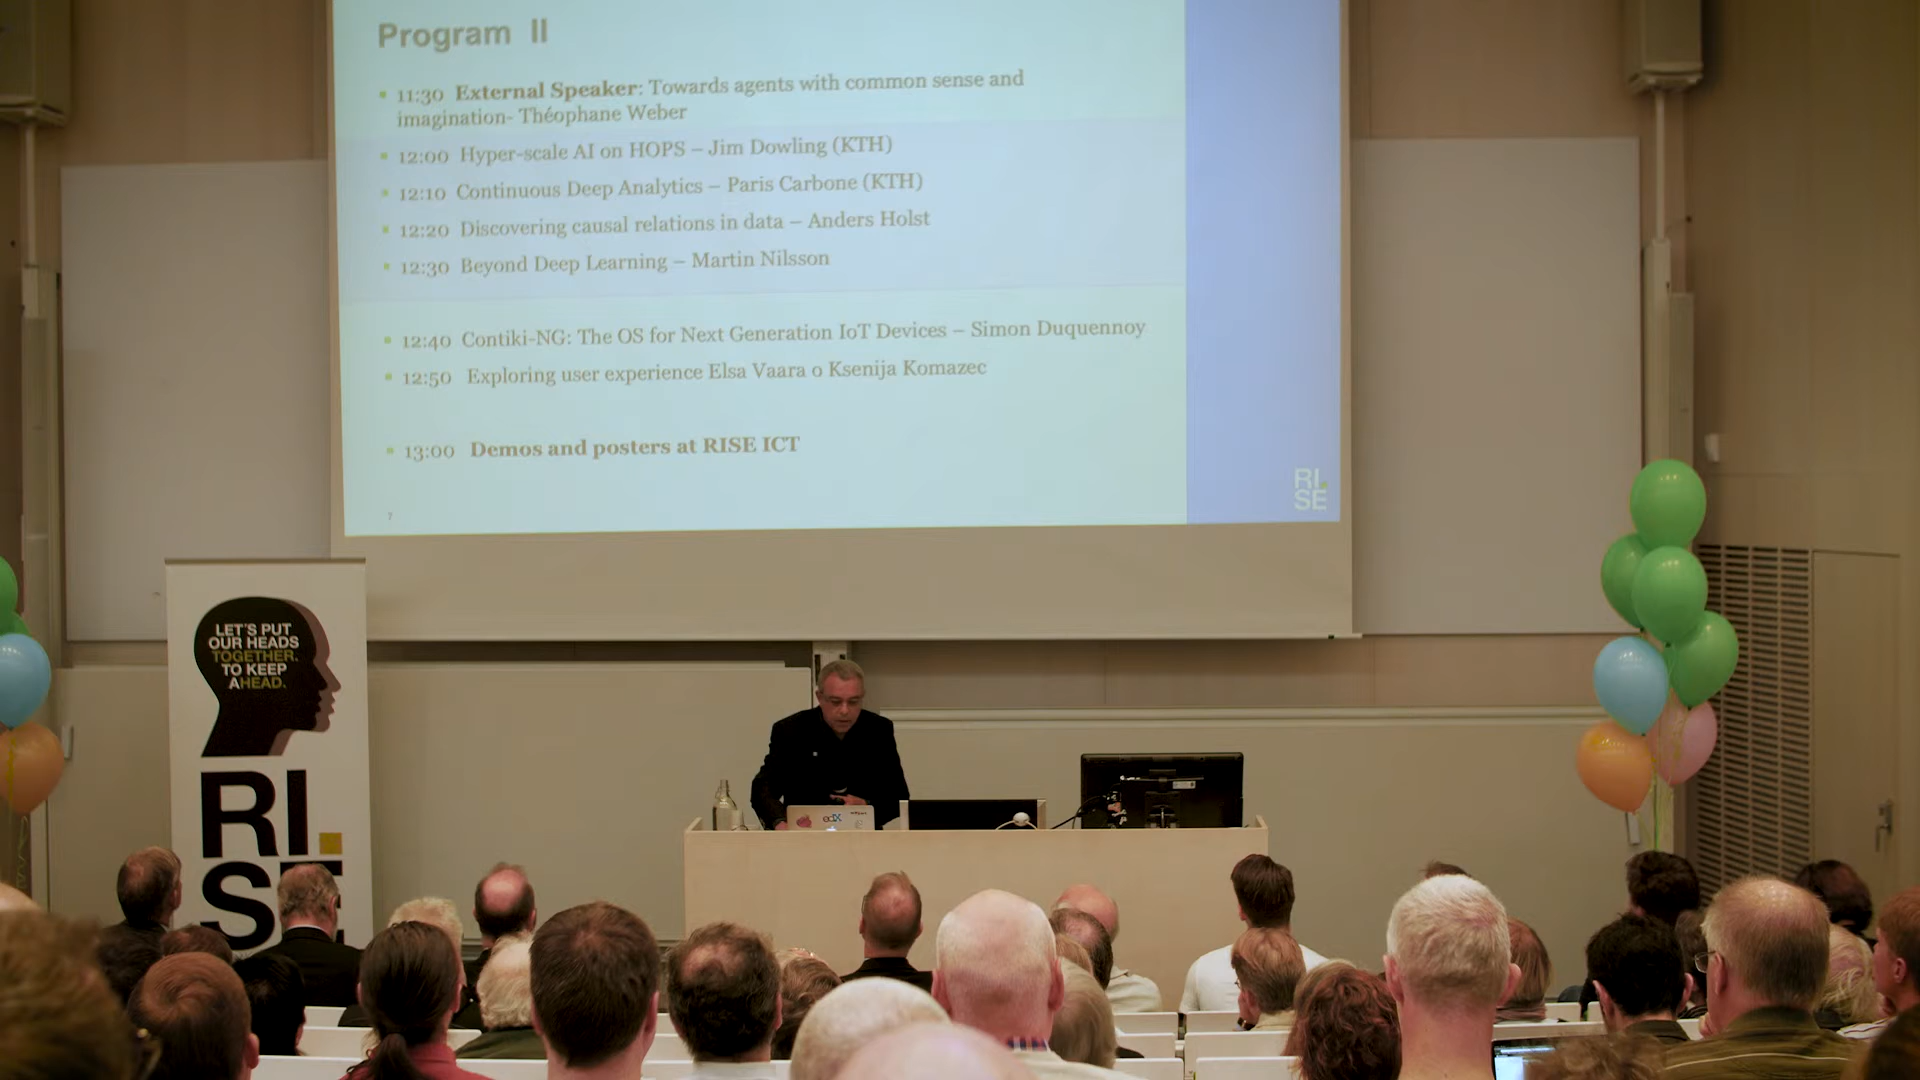 Program II
11:30 External Speaker: Towards agents with common sense and
imagination- Théophane Weber
12:00 Hyper-scale AI on HOPS – Jim Dowling (KTH)
12:10 Continuous Deep Analytics – Paris Carbone (KTH)
12:20 Discovering causal relations in data – Anders Holst
12:30 Beyond Deep Learning – Martin Nilsson
12:40 Contiki-NG: The OS for Next Generation IoT Devices – Simon Duquennoy
12:50 Exploring user experience Elsa Vaara o Ksenija Komazec
13:00 Demos and posters at RISE ICT
7
RI.
SE
LET'S PUT
OUR HEADS
TOGETHER.
TO KEEP
AHEAD.
RI.
SE
edX